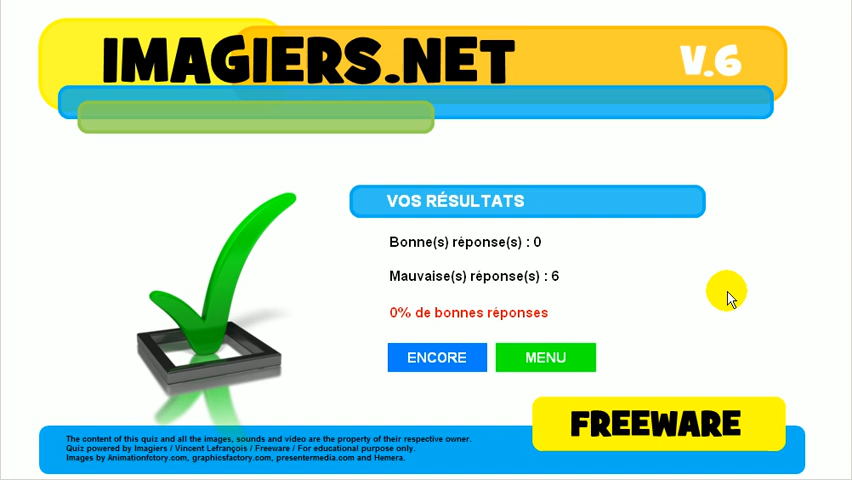 IMAGIERS.NET
V.6
VOS RÉSULTATS
Bonne(s) réponse(s) : 0
Mauvaise(s) réponse(s) : 6
0% de bonnes réponses
ENCORE
MENU
FREEWARE
The content of this quiz and all the images, sounds and video are the property of their respective owner.
Quiz powered by Imagiers / Vincent Lefrançois / Freeware / For educational purpose only.
Images by Animationfctory.com, graphicsfactory.com, presentermedia.com and Hemera.